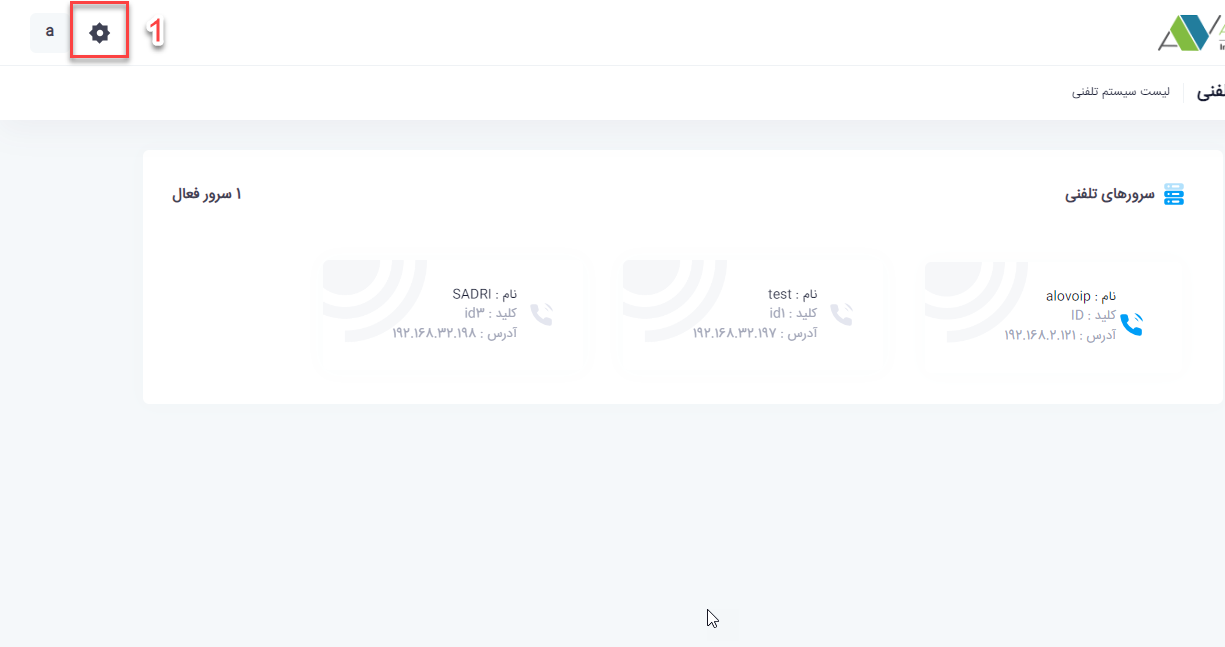 a
1
لیست سیستم تلفنی
سرورهای تلفنی
۱ سرور فعال
نام : alovoip
کلید : ID
آدرس : ۱۹۲.۱۶۸.۲.۱۲۱
نام : test
کلید : id۱
آدرس : ۱۹۲.۱۶۸.۳۲.۱۹۷
نام : SADRI
کلید : id۳
آدرس : ۱۹۲.۱۶۸.۳۲.۱۹۸